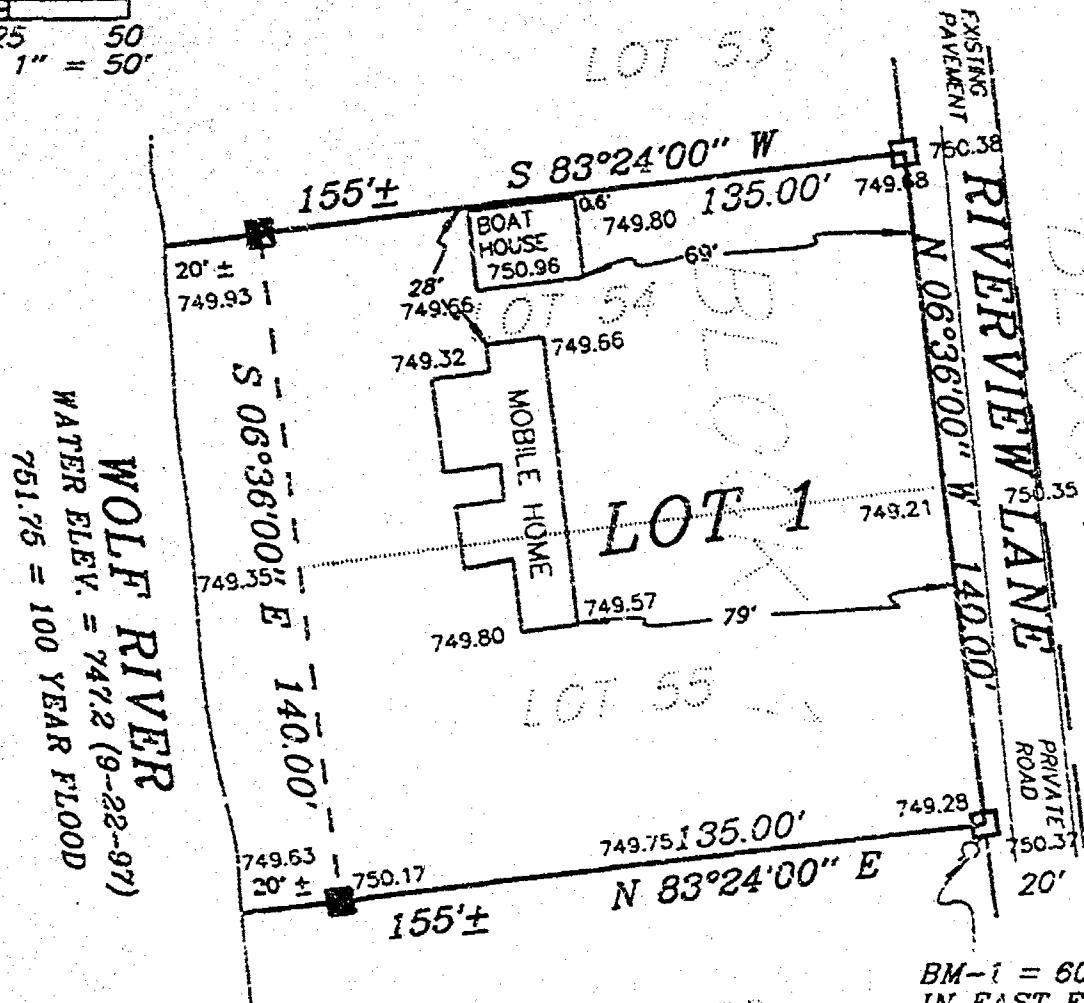 25 50
1" = 50'
LOT 53
EXISTING
PAVEMENT
750.38
S 83°24'00" W
155'±
135.00'
749.68
BOAT
HOUSE
750.96
0.6'
749.80
69'
20' ±
749.93
28'
749.66
LOT 54
749.66
749.32
MOBILE HOME
RIVERVIEW LANE
N 06°36'00" W 140.00'
S 06°36'00" E 140.00'
LOT 1
749.21
750.35
749.35
WOLF RIVER
WATER ELEV. = 747.2 (9-22-97)
751.75 = 100 YEAR FLOOD
749.57
749.80
79'
LOT 55
PRIVATE
ROAD
749.28
750.37
749.75
135.00'
749.63
20' ±
750.17
N 83°24'00" E
155'±
20'
BM-1 = 60
IN EAST